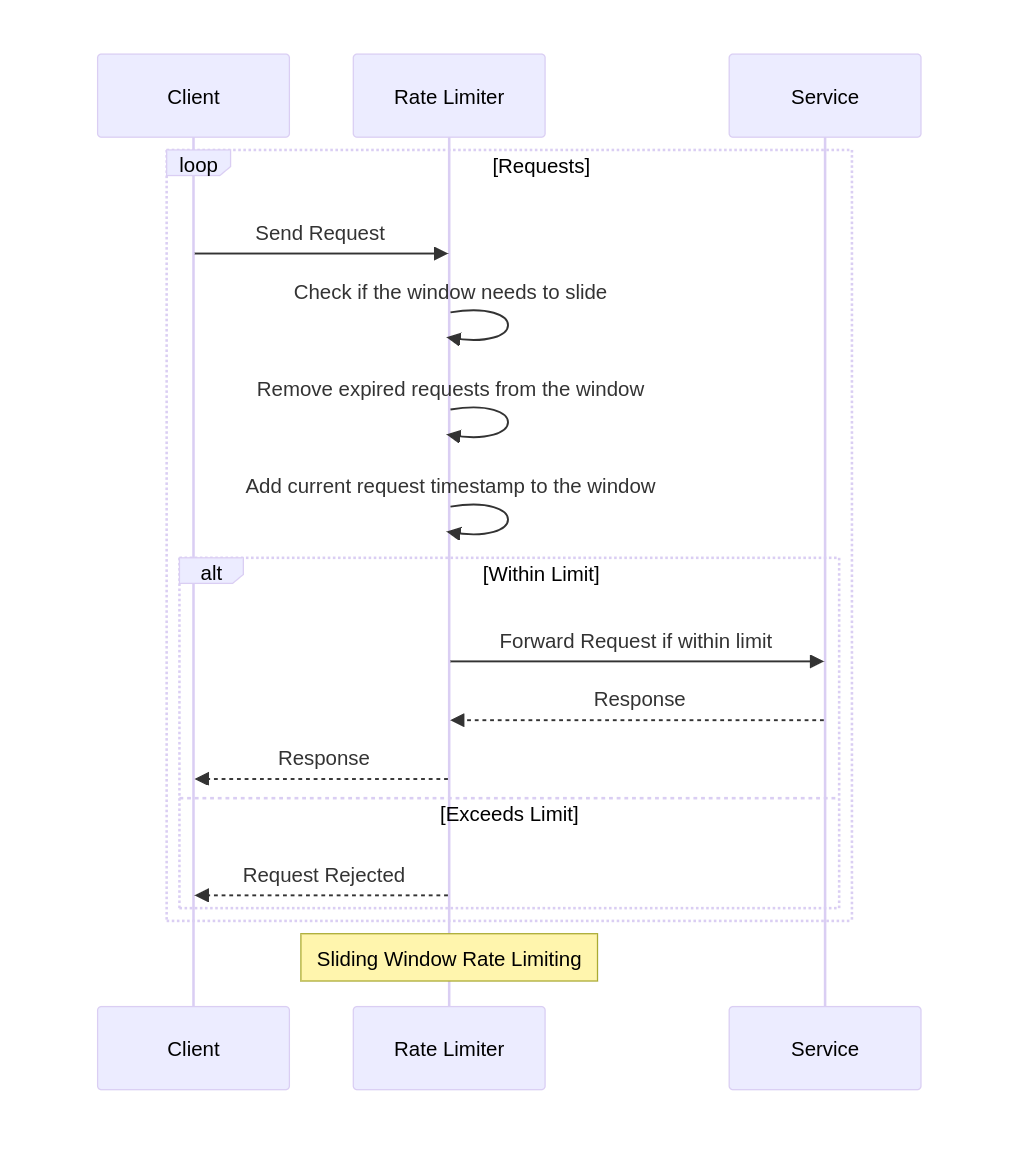 Client
Rate Limiter
Service
loop
[Requests]
Send Request
Check if the window needs to slide
Remove expired requests from the window
Add current request timestamp to the window
alt
[Within Limit]
Forward Request if within limit
Response
Response
[Exceeds Limit]
Request Rejected
Sliding Window Rate Limiting
Client
Rate Limiter
Service